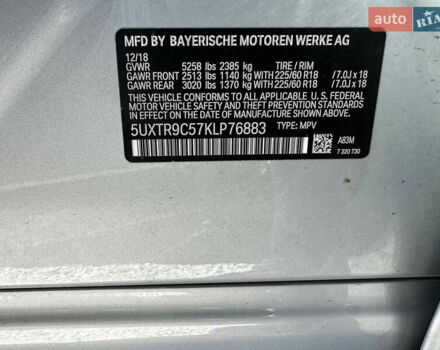 auto RIA
MFD BY BAYERISCHE MOTOREN WERKE AG
12/18 TIRE / RIM
GVWR 5258 lbs 2385 kg
GAWR FRONT 2513 lbs 1140 kg 225/60 R18 /7.0J x 18
GAWR REAR 3020 lbs 1370 kg 225/60 R18 /7.0J x 18
THIS VEHICLE CONFORMS TO ALL APPLICABLE U.S. FEDERAL
MOTOR VEHICLE SAFETY, BUMPER, AND THEFT PREVENTION
STANDARDS IN EFFECT ON THE DATE OF MANUFACTURE SHOWN ABOVE.
5UXTR9C57KLP76883 TYPE: MPV
A83M
7 320 730